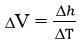 ΔV = Δh / ΔT